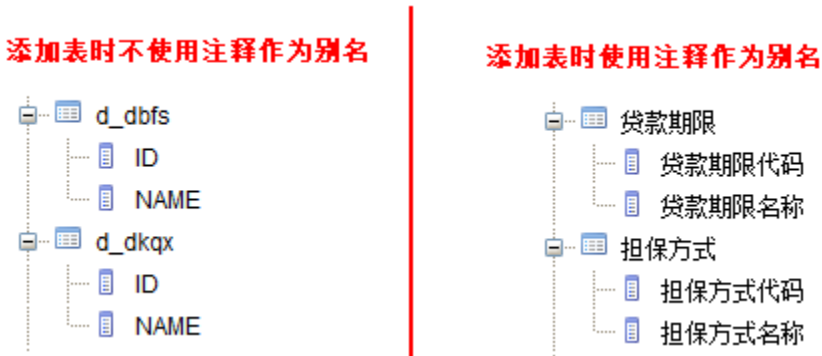 添加表时不使用注释作为别名
d_dbfs
ID
NAME
d_dkqx
ID
NAME
添加表时使用注释作为别名
贷款期限
贷款期限代码
贷款期限名称
担保方式
担保方式代码
担保方式名称